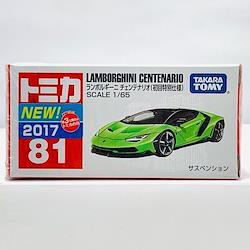 トミカ
LAMBORGHINI CENTENARIO
ランボルギーニ チェンテナリオ(初回特別仕様)
SCALE 1/65
TAKARA
TOMY
NEW!
2017
81
サスペンション